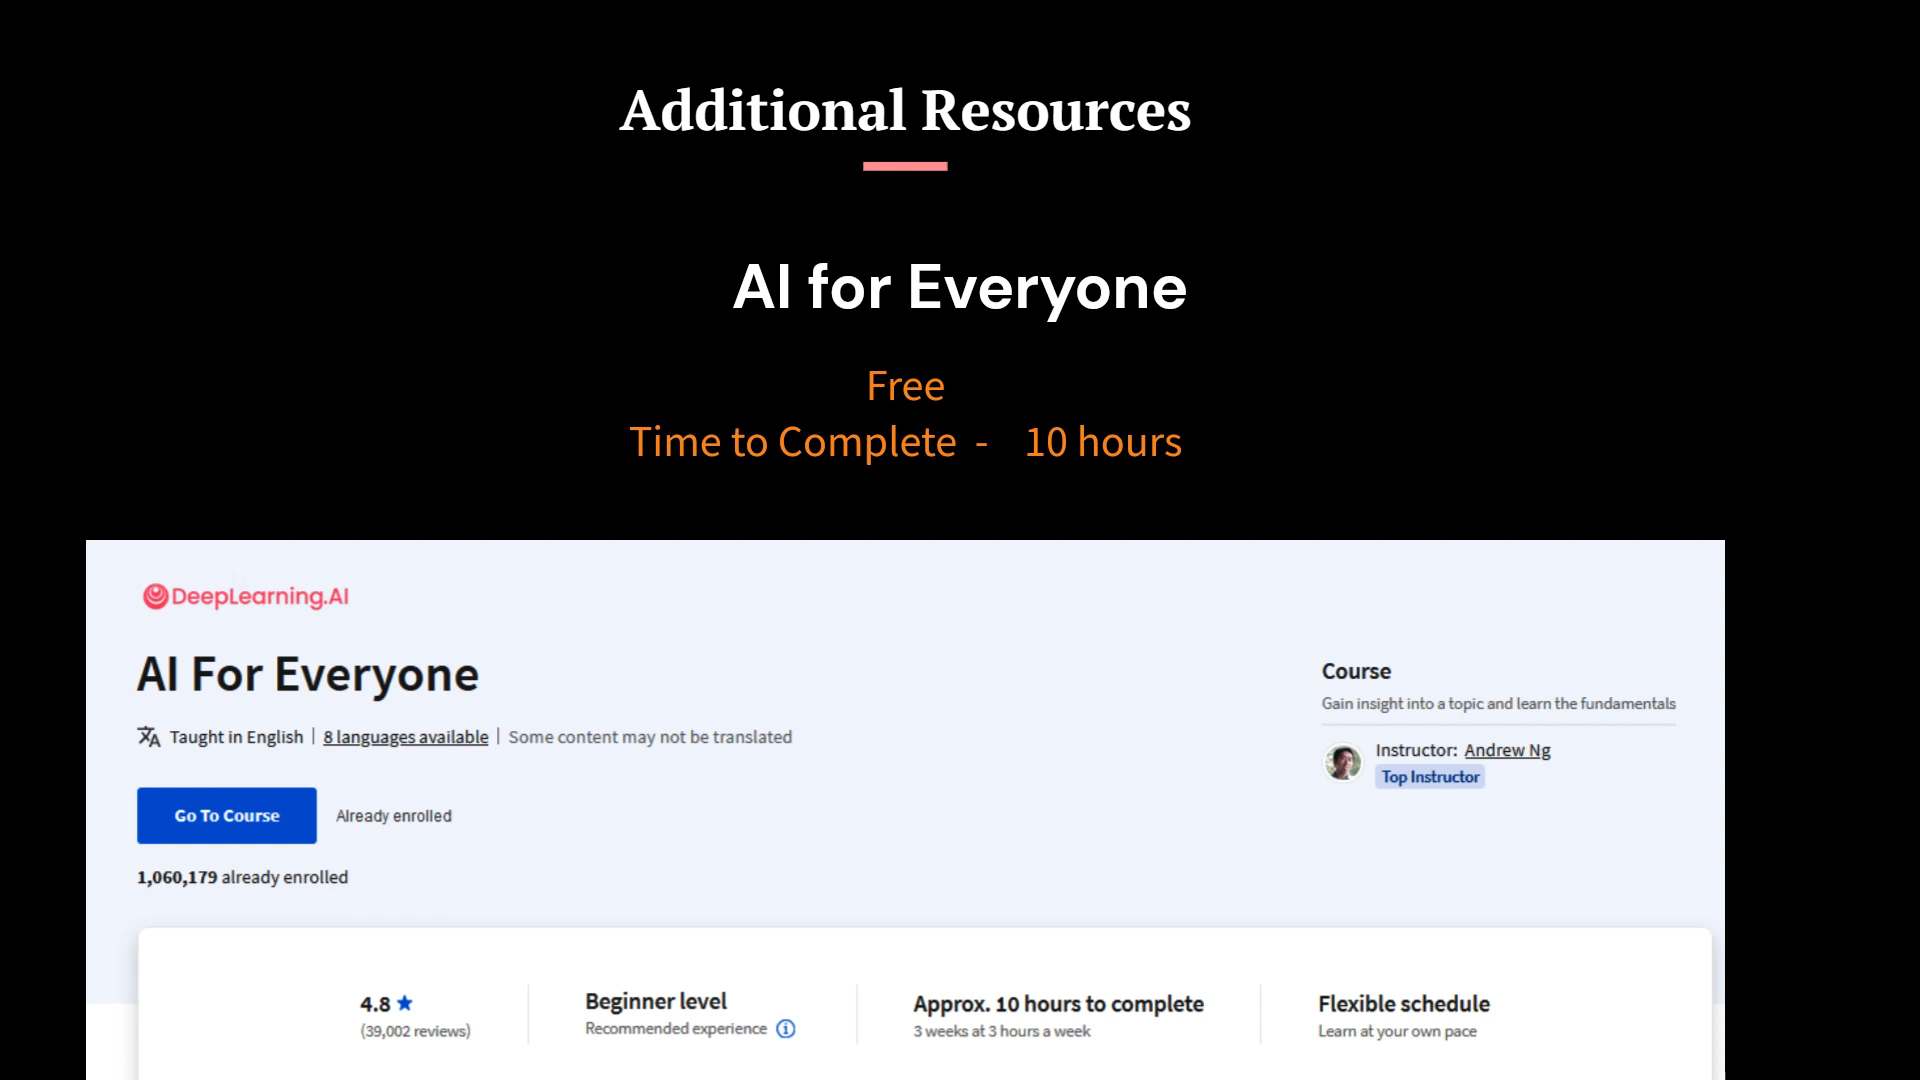 Additional Resources
AI for Everyone
Free
Time to Complete - 10 hours
DeepLearning.AI
AI For Everyone
Taught in English | 8 languages available | Some content may not be translated
Go To Course
Already enrolled
1,060,179 already enrolled
Course
Gain insight into a topic and learn the fundamentals
Instructor: Andrew Ng
Top Instructor
4.8 ★
(39,002 reviews)
Beginner level
Recommended experience
Approx. 10 hours to complete
3 weeks at 3 hours a week
Flexible schedule
Learn at your own pace